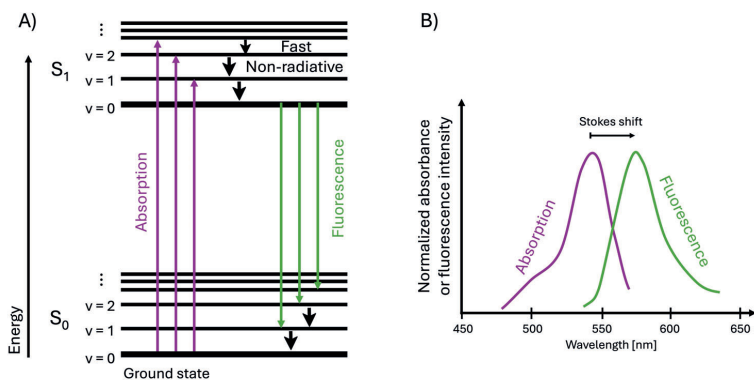 A)
⋮
v = 2
v = 1
v = 0
S1
Fast
Non-radiative
Absorption
Fluorescence
Energy
⋮
v = 2
v = 1
v = 0
S0
Ground state
B)
Normalized absorbance
or fluorescence intensity
Stokes shift
Absorption
Fluorescence
450 500 550 600 650
Wavelength [nm]